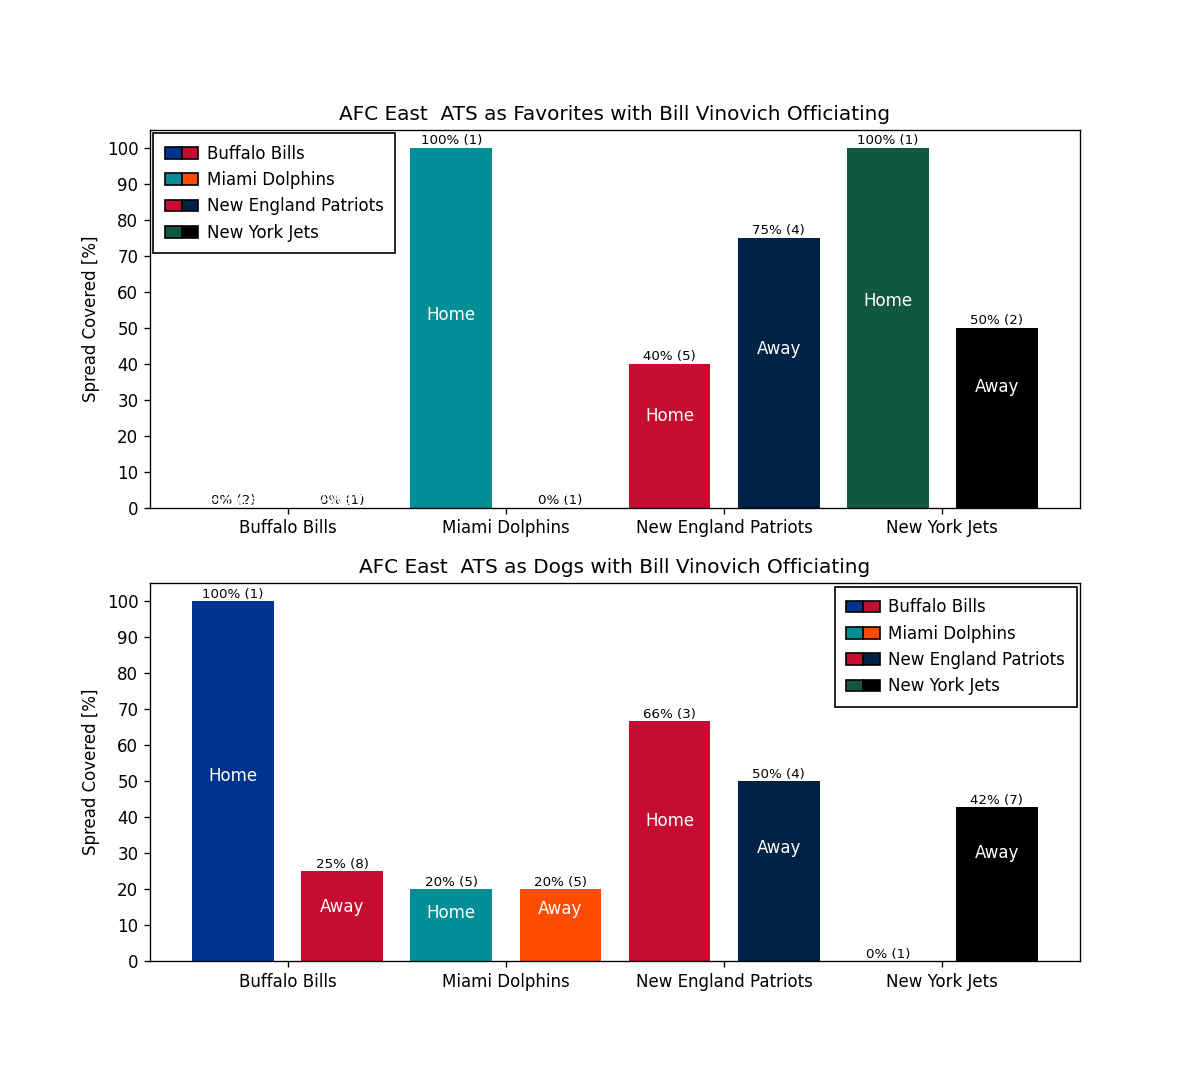 AFC East  ATS as Favorites with Bill Vinovich Officiating
Spread Covered [%]
100
90
80
70
60
50
40
30
20
10
0
Buffalo Bills
Miami Dolphins
New England Patriots
New York Jets
0% (2)
0% (1)
100% (1)
Home
0% (1)
40% (5)
Home
75% (4)
Away
100% (1)
Home
50% (2)
Away
Buffalo Bills
Miami Dolphins
New England Patriots
New York Jets
AFC East  ATS as Dogs with Bill Vinovich Officiating
Spread Covered [%]
100
90
80
70
60
50
40
30
20
10
0
100% (1)
Home
25% (8)
Away
20% (5)
Home
20% (5)
Away
66% (3)
Home
50% (4)
Away
0% (1)
42% (7)
Away
Buffalo Bills
Miami Dolphins
New England Patriots
New York Jets
Buffalo Bills
Miami Dolphins
New England Patriots
New York Jets